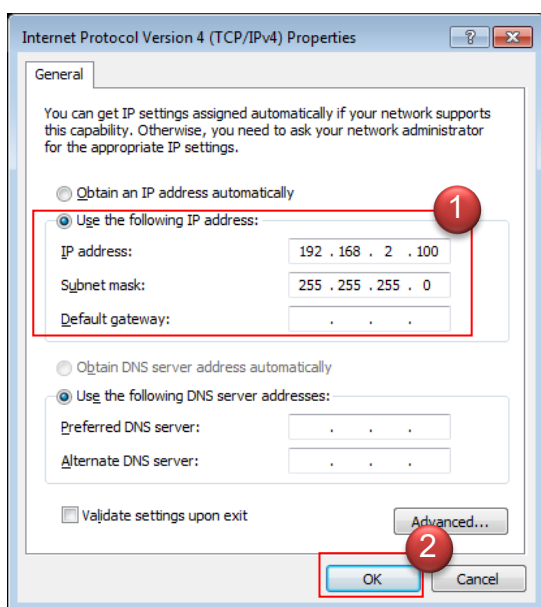 Internet Protocol Version 4 (TCP/IPv4) Properties
General
You can get IP settings assigned automatically if your network supports
this capability. Otherwise, you need to ask your network administrator
for the appropriate IP settings.
Obtain an IP address automatically
1
Use the following IP address:
IP address: 192 . 168 . 2 . 100
Subnet mask: 255 . 255 . 255 . 0
Default gateway: . . .
Obtain DNS server address automatically
Use the following DNS server addresses:
Preferred DNS server: . . .
Alternate DNS server: . . .
Validate settings upon exit
Advanced...
2
OK Cancel